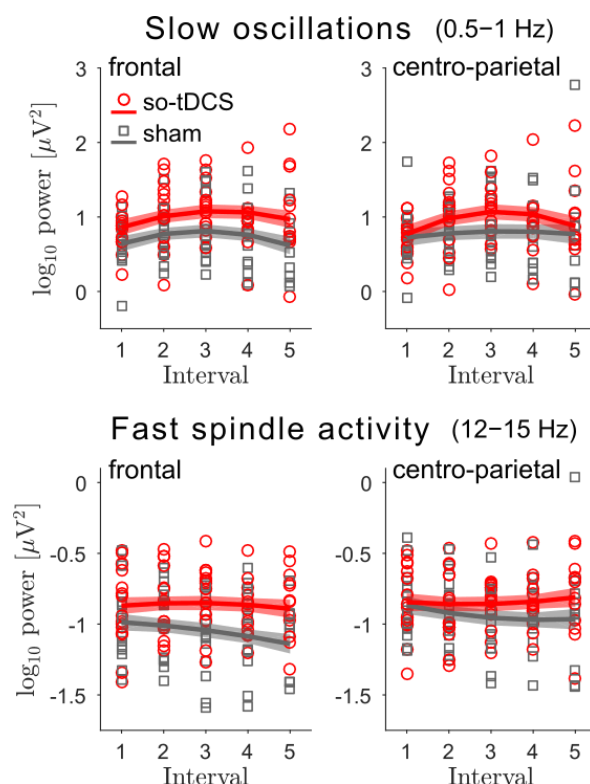 Slow oscillations (0.5−1 Hz)
frontal
so-tDCS
sham
centro-parietal
log10 power [μV²]
3
2
1
0
1 2 3 4 5
Interval
3
2
1
0
1 2 3 4 5
Interval
Fast spindle activity (12−15 Hz)
frontal
centro-parietal
log10 power [μV²]
0
-0.5
-1
-1.5
1 2 3 4 5
Interval
0
-0.5
-1
-1.5
1 2 3 4 5
Interval